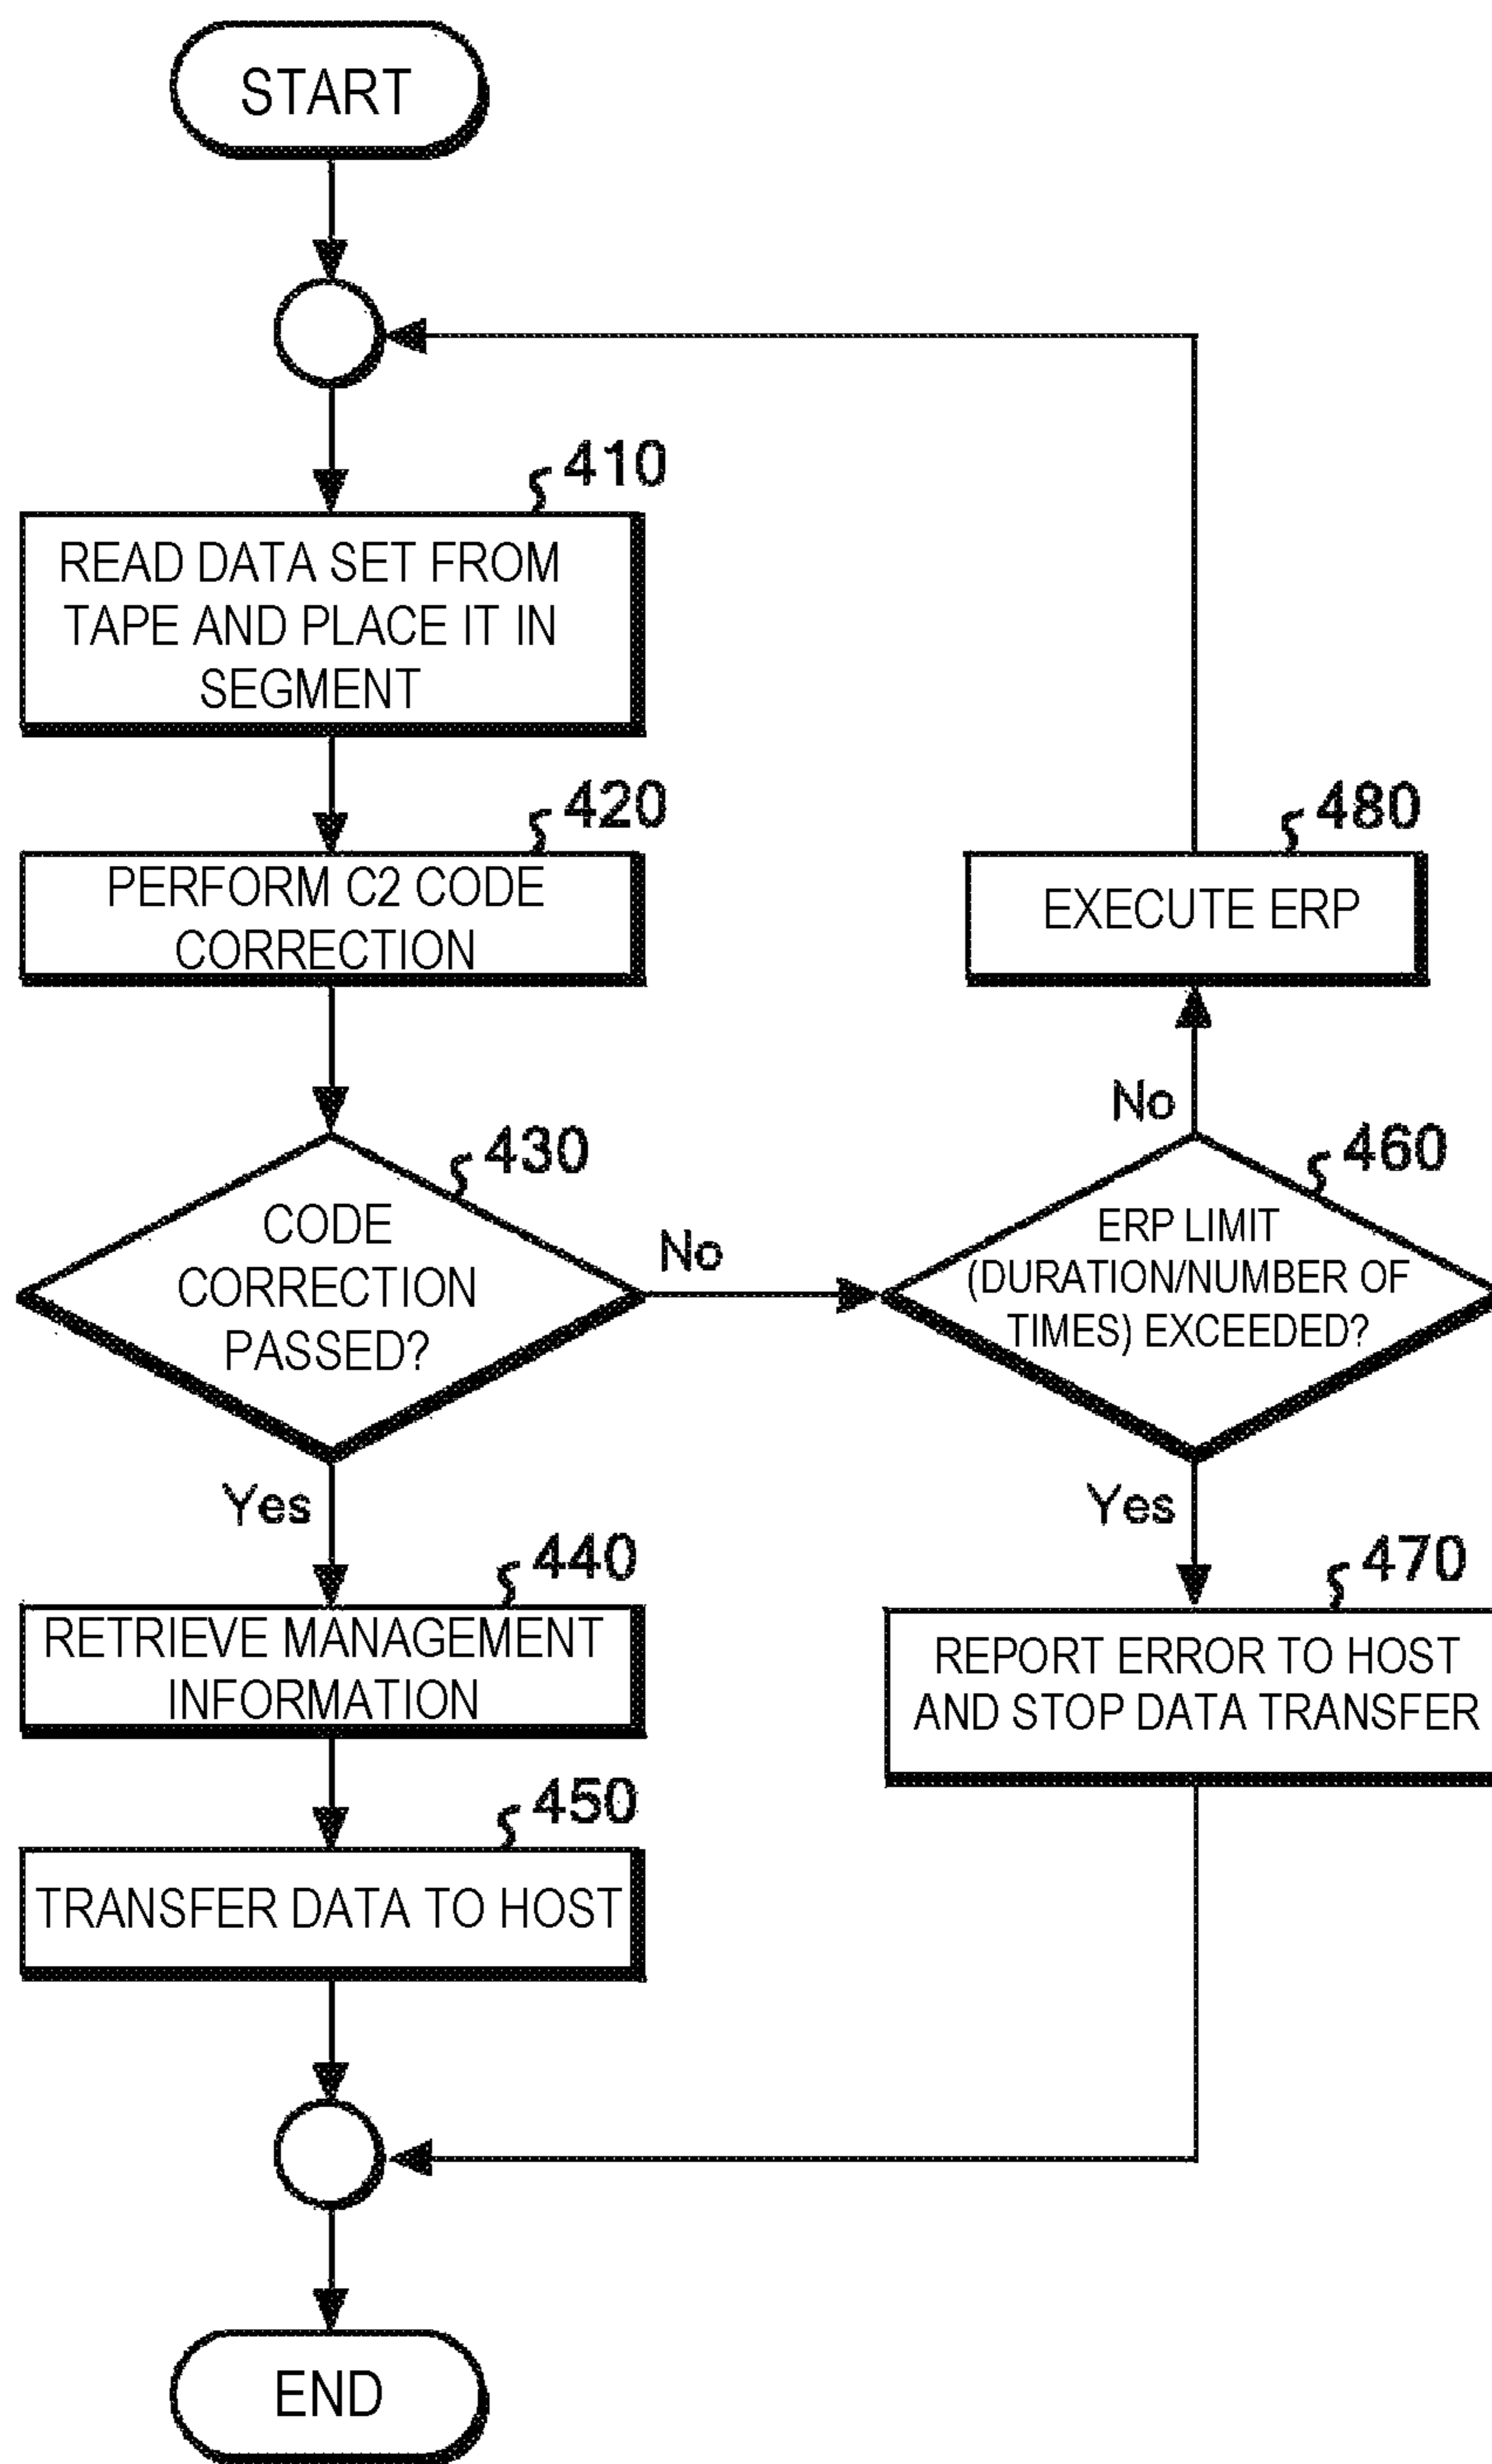 START
410
READ DATA SET FROM
TAPE AND PLACE IT IN
SEGMENT
420
PERFORM C2 CODE
CORRECTION
480
EXECUTE ERP
430
CODE
CORRECTION
PASSED?
No
No
460
ERP LIMIT
(DURATION/NUMBER OF
TIMES) EXCEEDED?
Yes
Yes
440
RETRIEVE MANAGEMENT
INFORMATION
470
REPORT ERROR TO HOST
AND STOP DATA TRANSFER
450
TRANSFER DATA TO HOST
END